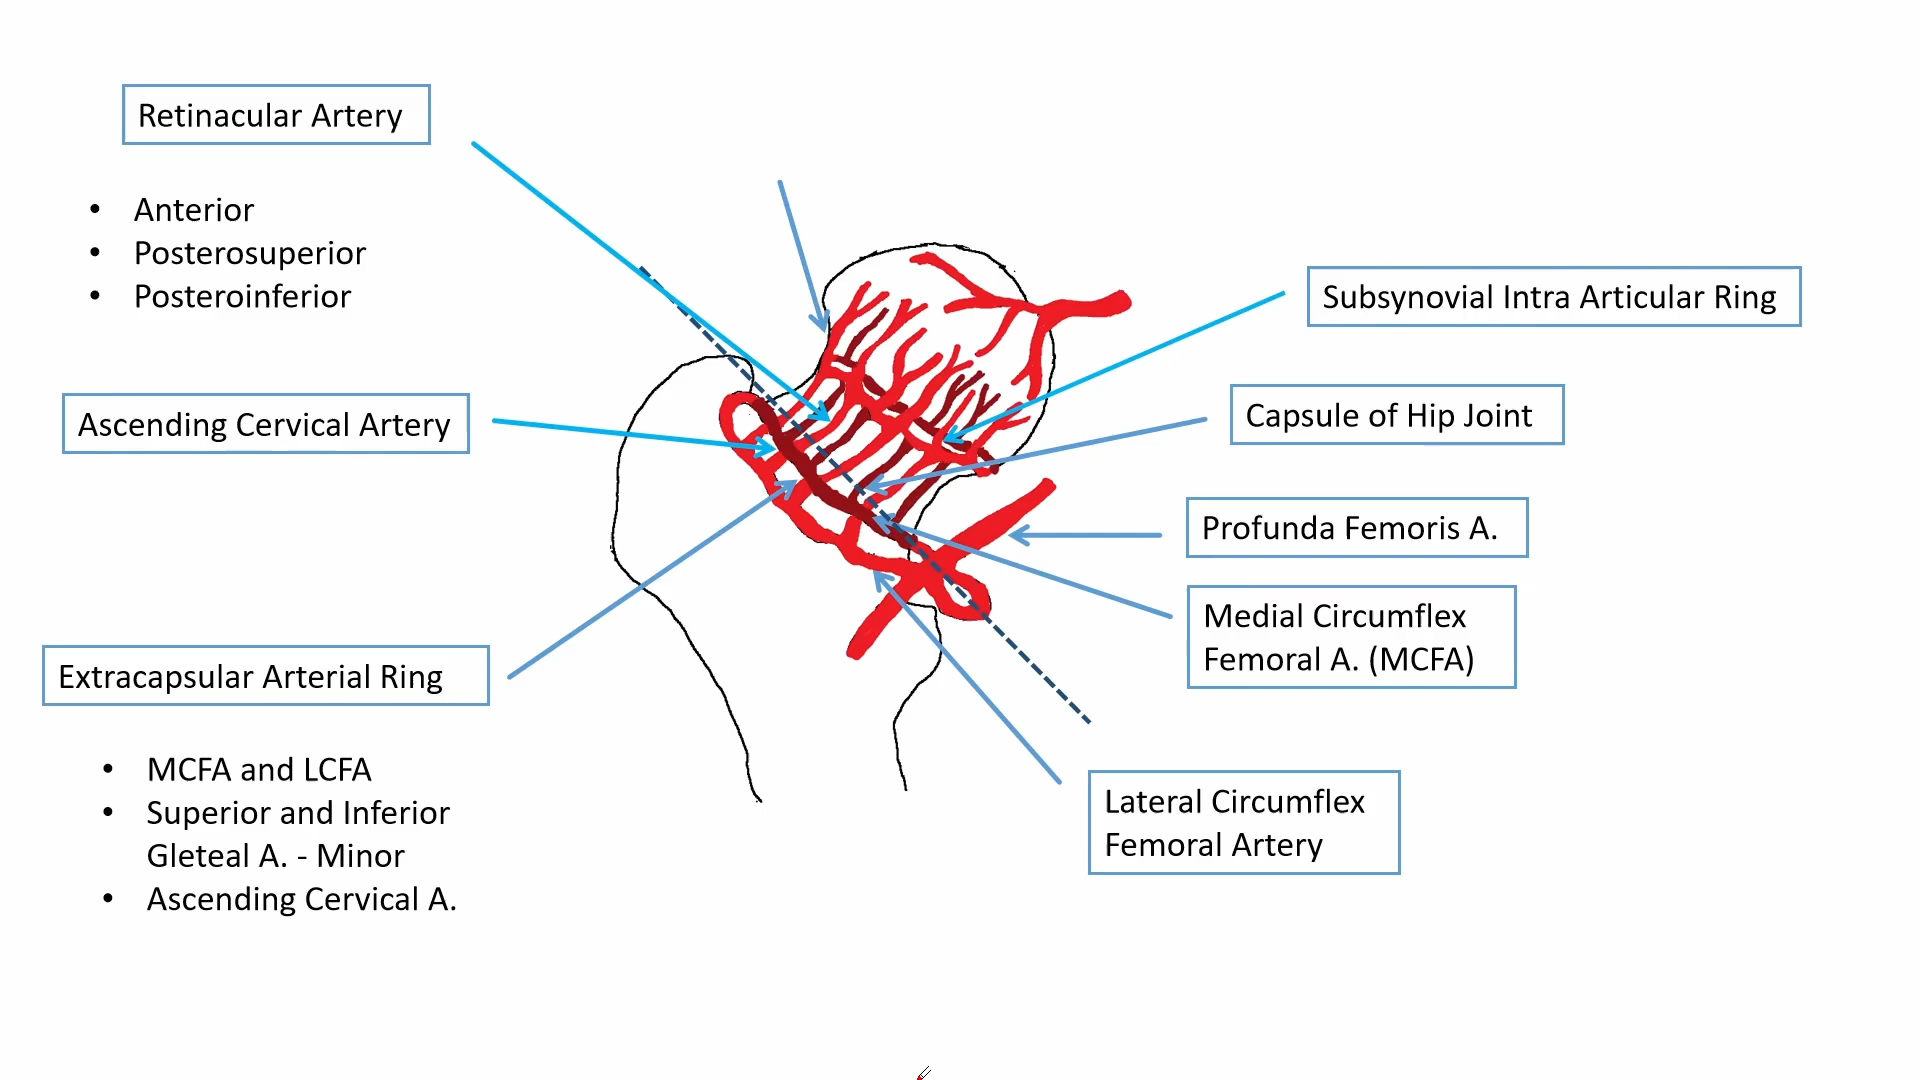 Retinacular Artery
• Anterior
• Posterosuperior
• Posteroinferior
Ascending Cervical Artery
Extracapsular Arterial Ring
• MCFA and LCFA
• Superior and Inferior
Gleteal A. - Minor
• Ascending Cervical A.
Subsynovial Intra Articular Ring
Capsule of Hip Joint
Profunda Femoris A.
Medial Circumflex
Femoral A. (MCFA)
Lateral Circumflex
Femoral Artery